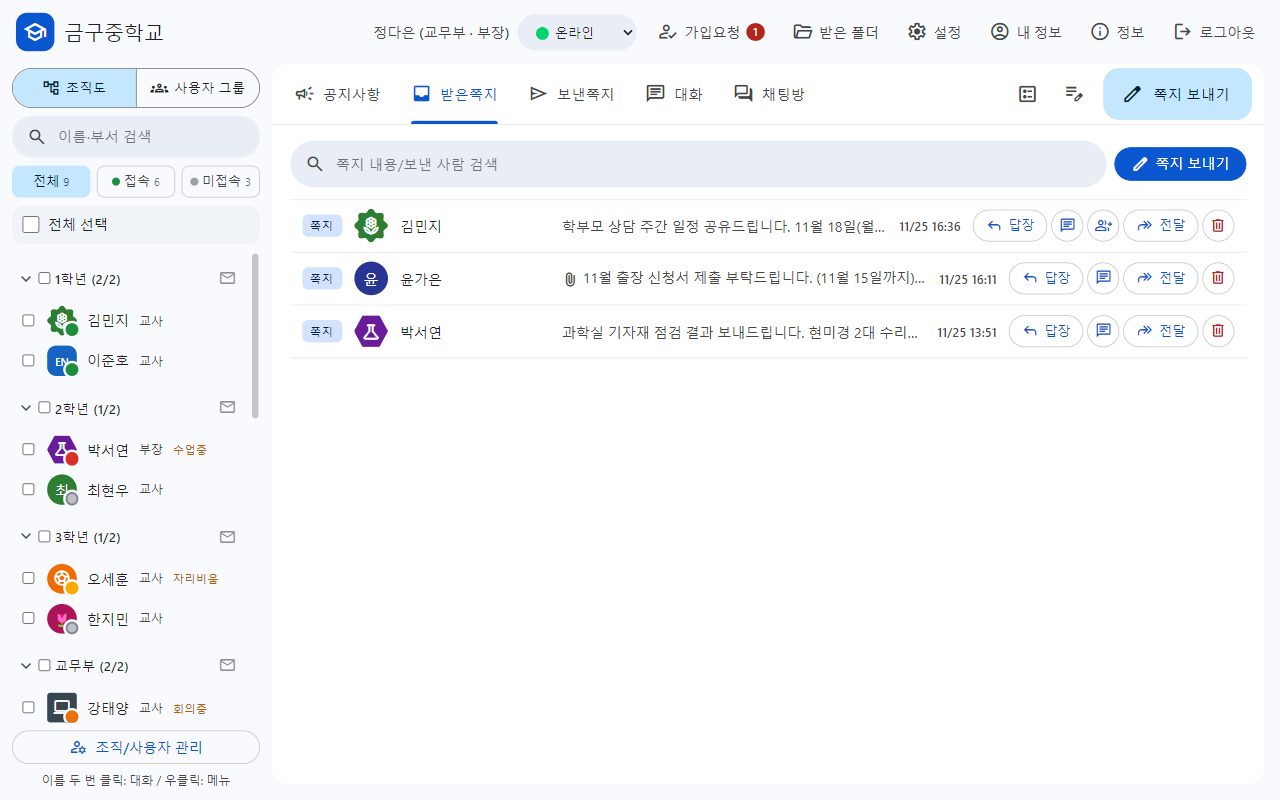 금구중학교
정다은 (교무부 · 부장)
온라인
가입요청 1
받은 폴더
설정
내 정보
정보
로그아웃
조직도
사용자 그룹
이름·부서 검색
전체 9
접속 6
미접속 3
전체 선택
1학년 (2/2)
김민지 교사
EN 이준호 교사
2학년 (1/2)
박서연 부장 수업중
최 최현우 교사
3학년 (1/2)
오세훈 교사 자리비움
한지민 교사
교무부 (2/2)
강태양 교사 회의중
조직/사용자 관리
이름 두 번 클릭: 대화 / 우클릭: 메뉴
공지사항
받은쪽지
보낸쪽지
대화
채팅방
쪽지 보내기
쪽지 내용/보낸 사람 검색
쪽지 보내기
쪽지 김민지 학부모 상담 주간 일정 공유드립니다. 11월 18일(월... 11/25 16:36 답장 전달
쪽지 윤 윤가은 11월 출장 신청서 제출 부탁드립니다. (11월 15일까지)... 11/25 16:11 답장 전달
쪽지 박서연 과학실 기자재 점검 결과 보내드립니다. 현미경 2대 수리... 11/25 13:51 답장 전달